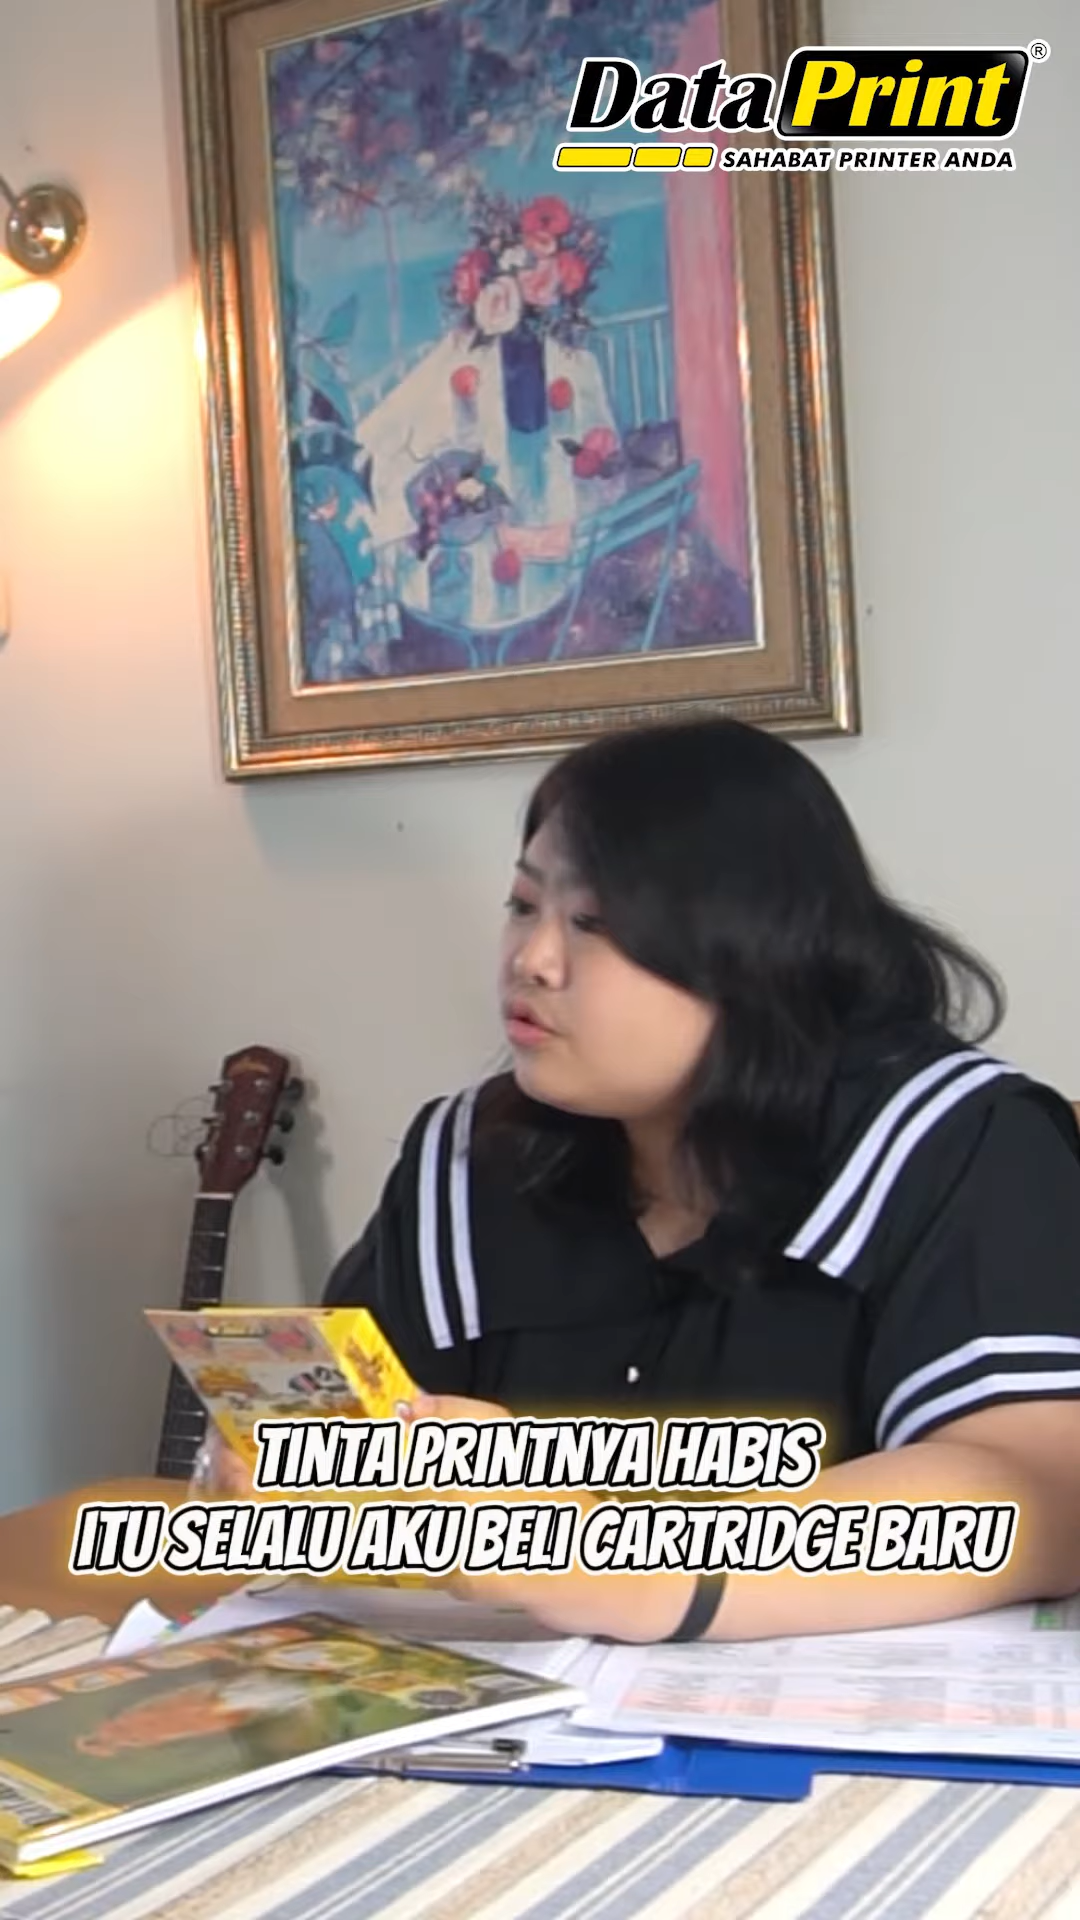 DataPrint®
SAHABAT PRINTER ANDA
TINTA PRINTNYA HABIS
ITU SELALU AKU BELI CARTRIDGE BARU